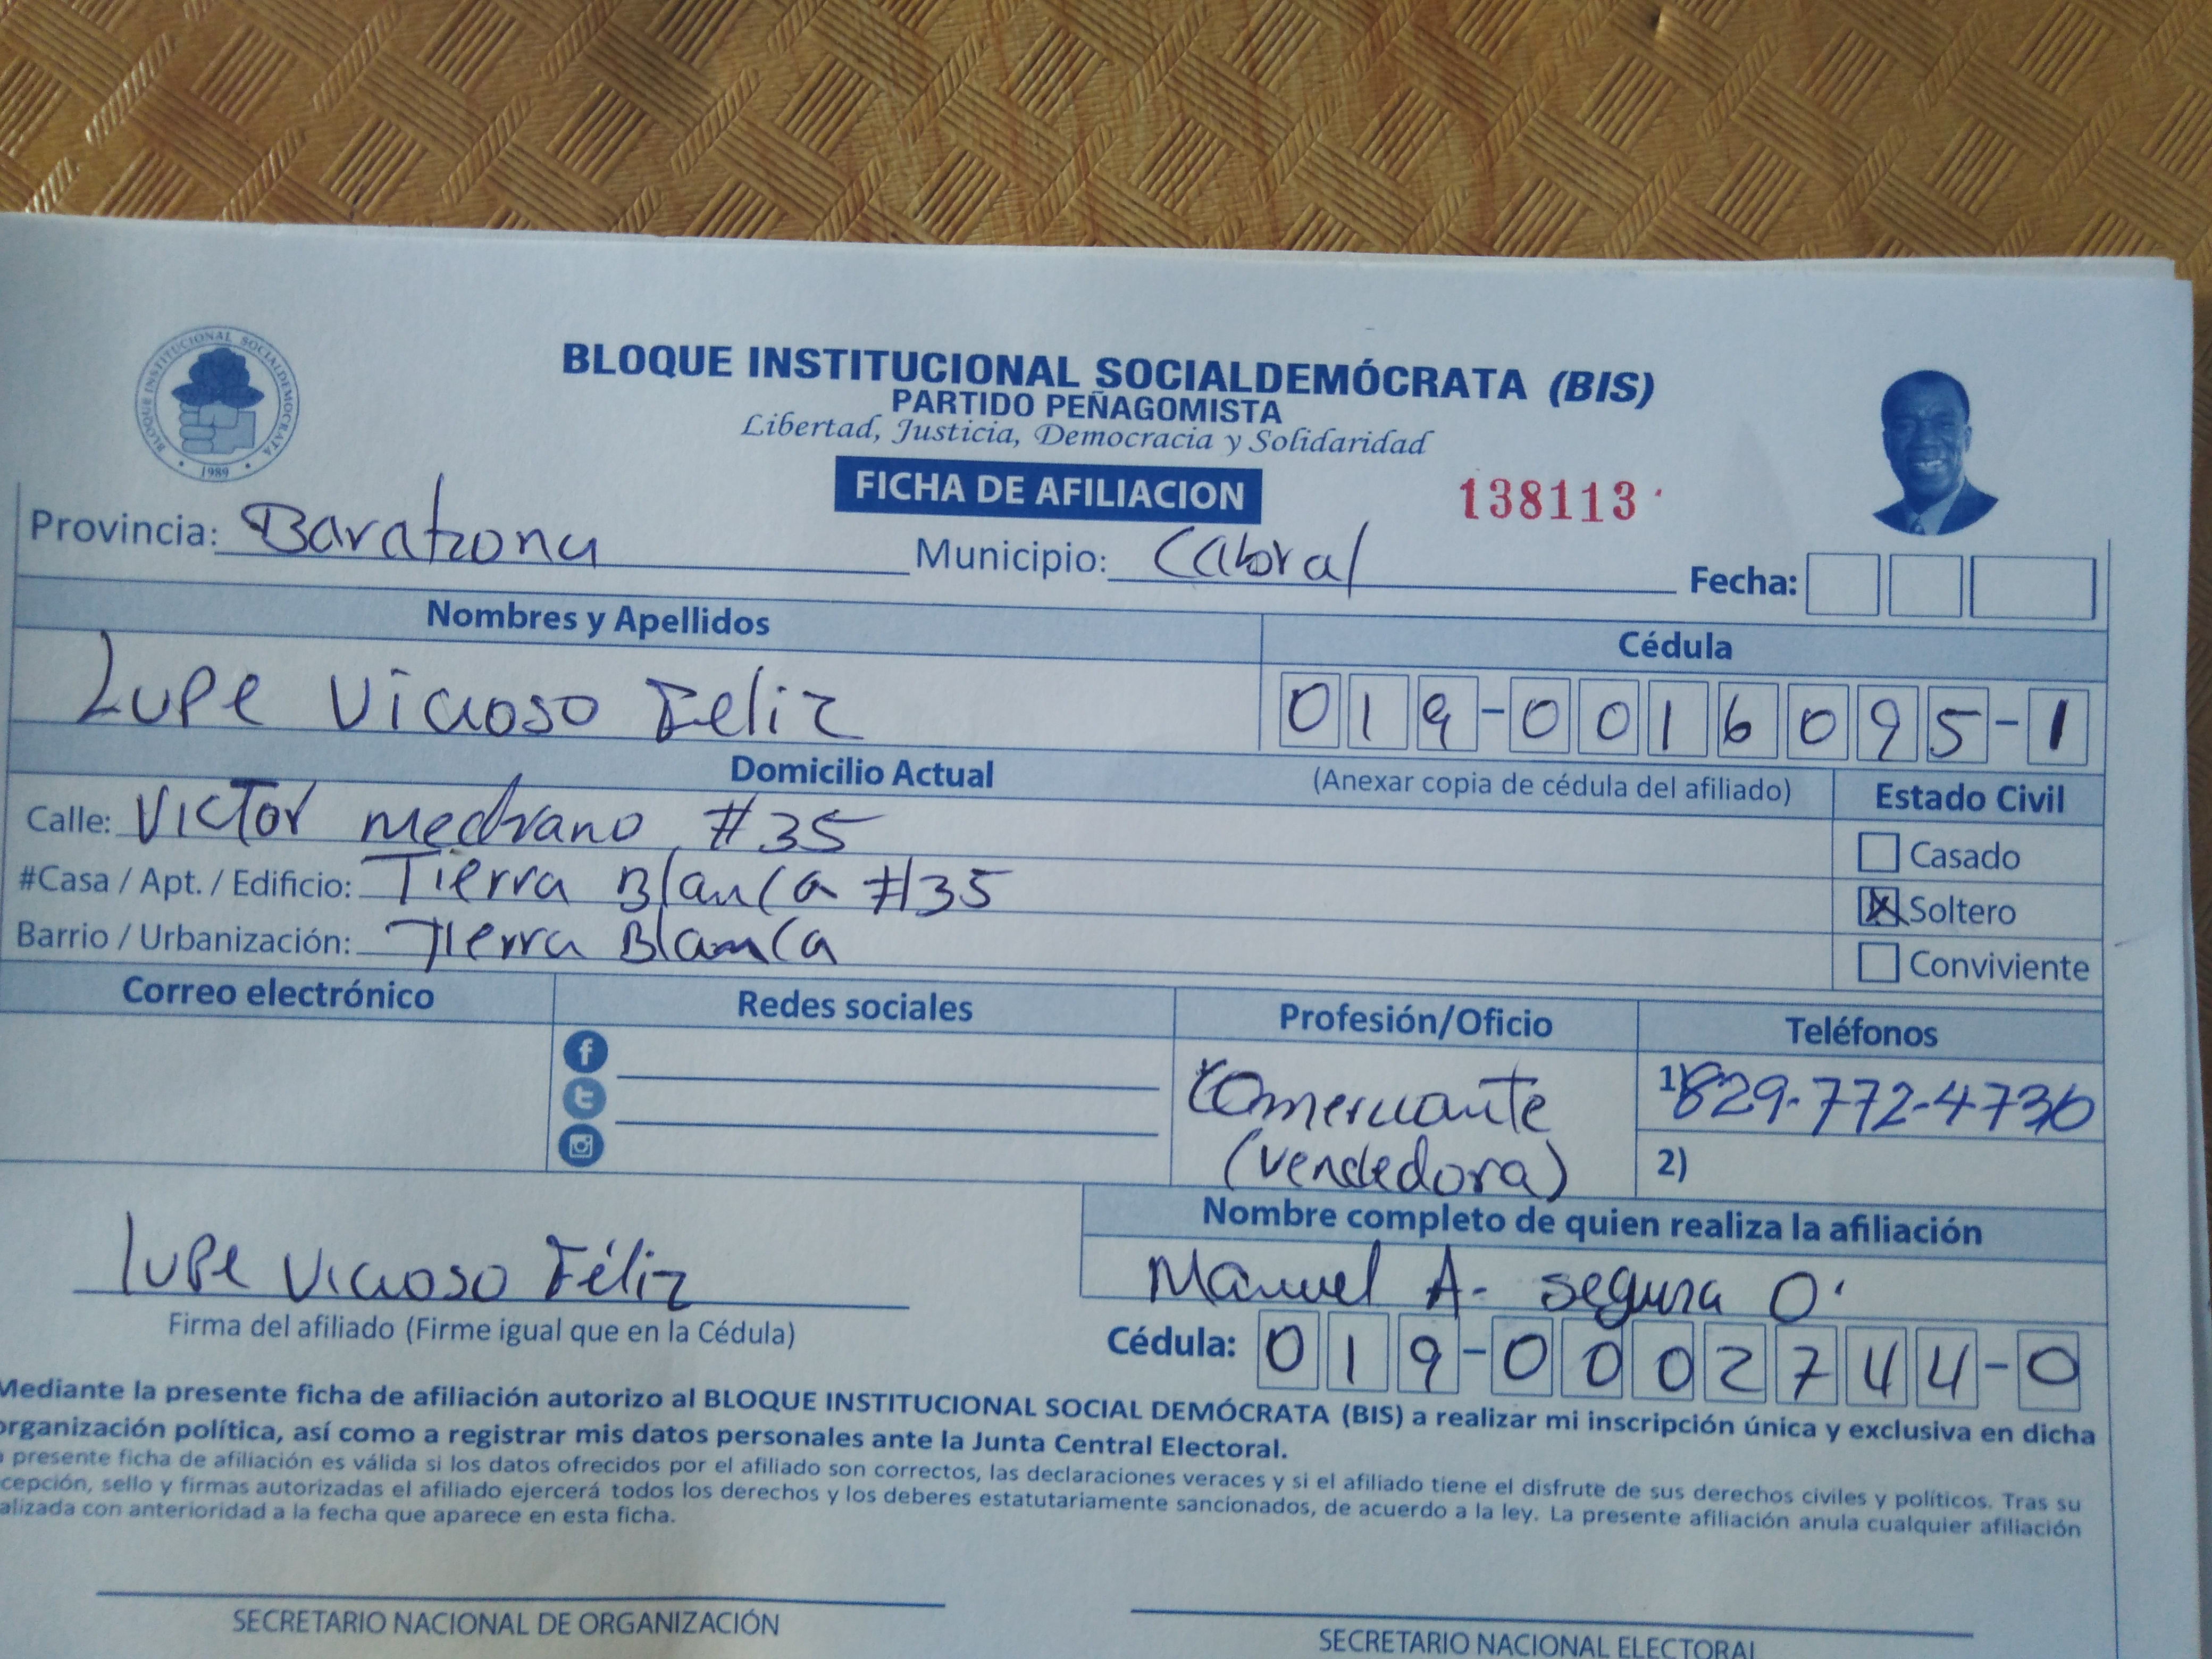 BLOQUE INSTITUCIONAL SOCIALDEMÓCRATA
1989
BLOQUE INSTITUCIONAL SOCIALDEMÓCRATA (BIS)
PARTIDO PEÑAGOMISTA
Libertad, Justicia, Democracia y Solidaridad
FICHA DE AFILIACION 138113
Provincia: Barahona Municipio: Cabral Fecha:
Nombres y Apellidos Cédula
Lupe Vicioso Feliz 019-0016095-1
Domicilio Actual (Anexar copia de cédula del afiliado) Estado Civil
Calle: Victor medrano #35 Casado
#Casa / Apt. / Edificio: Tierra Blanca #35 Soltero
Barrio / Urbanización: Tierra Blanca Conviviente
Correo electrónico Redes sociales Profesión/Oficio Teléfonos
f
Comerciante 1) 829-772-4736
(vendedora) 2)
Nombre completo de quien realiza la afiliación
Lupe Vicioso Féliz Manuel A- segura O.
Firma del afiliado (Firme igual que en la Cédula) Cédula: 019-0002744-0
Mediante la presente ficha de afiliación autorizo al BLOQUE INSTITUCIONAL SOCIAL DEMÓCRATA (BIS) a realizar mi inscripción única y exclusiva en dicha
organización política, así como a registrar mis datos personales ante la Junta Central Electoral.
presente ficha de afiliación es válida si los datos ofrecidos por el afiliado son correctos, las declaraciones veraces y si el afiliado tiene el disfrute de sus derechos civiles y políticos. Tras su
cepción, sello y firmas autorizadas el afiliado ejercerá todos los derechos y los deberes estatutariamente sancionados, de acuerdo a la ley. La presente afiliación anula cualquier afiliación
alizada con anterioridad a la fecha que aparece en esta ficha.
SECRETARIO NACIONAL DE ORGANIZACIÓN SECRETARIO NACIONAL ELECTORAL